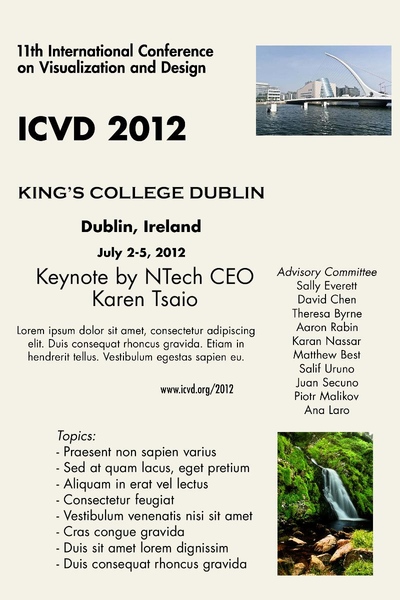 11th International Conference
on Visualization and Design
ICVD 2012
KING'S COLLEGE DUBLIN
Dublin, Ireland
July 2-5, 2012
Keynote by NTech CEO
Karen Tsaio
Lorem ipsum dolor sit amet, consectetur adipiscing
elit. Duis consequat rhoncus gravida. Etiam in
hendrerit tellus. Vestibulum egestas sapien eu.
www.icvd.org/2012
Advisory Committee
Sally Everett
David Chen
Theresa Byrne
Aaron Rabin
Karan Nassar
Matthew Best
Salif Uruno
Juan Secuno
Piotr Malikov
Ana Laro
Topics:
- Praesent non sapien varius
- Sed at quam lacus, eget pretium
- Aliquam in erat vel lectus
- Consectetur feugiat
- Vestibulum venenatis nisi sit amet
- Cras congue gravida
- Duis sit amet lorem dignissim
- Duis consequat rhoncus gravida